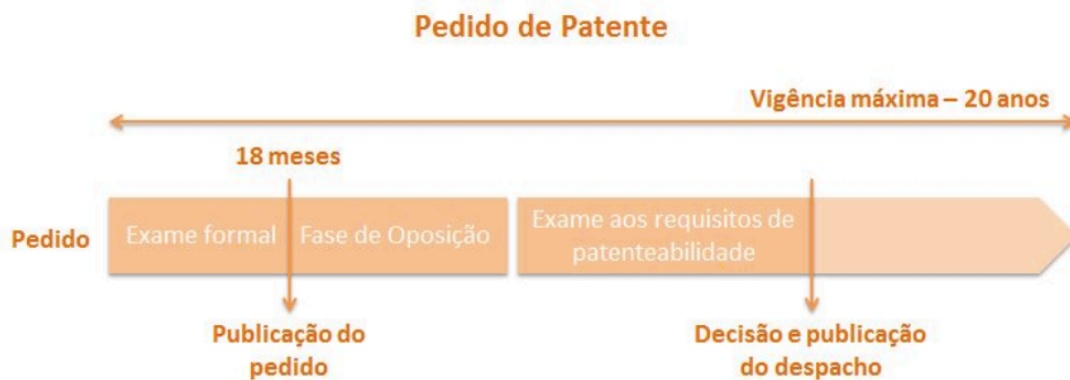 Pedido de Patente
Vigência máxima – 20 anos
18 meses
Pedido
Exame formal
Fase de Oposição
Exame aos requisitos de
patenteabilidade
Publicação do
pedido
Decisão e publicação
do despacho